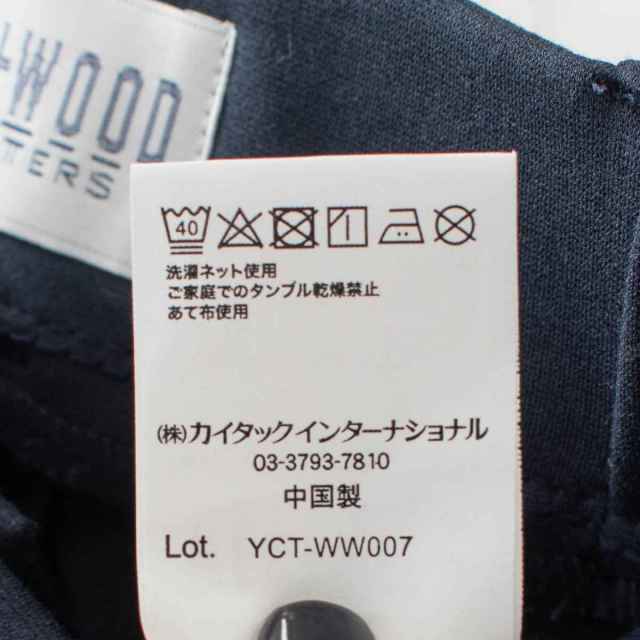 WOOD
TERS
40
洗濯ネット使用
ご家庭でのタンブル乾燥禁止
あて布使用
(株)カイタックインターナショナル
03-3793-7810
中国製
Lot. YCT-WW007